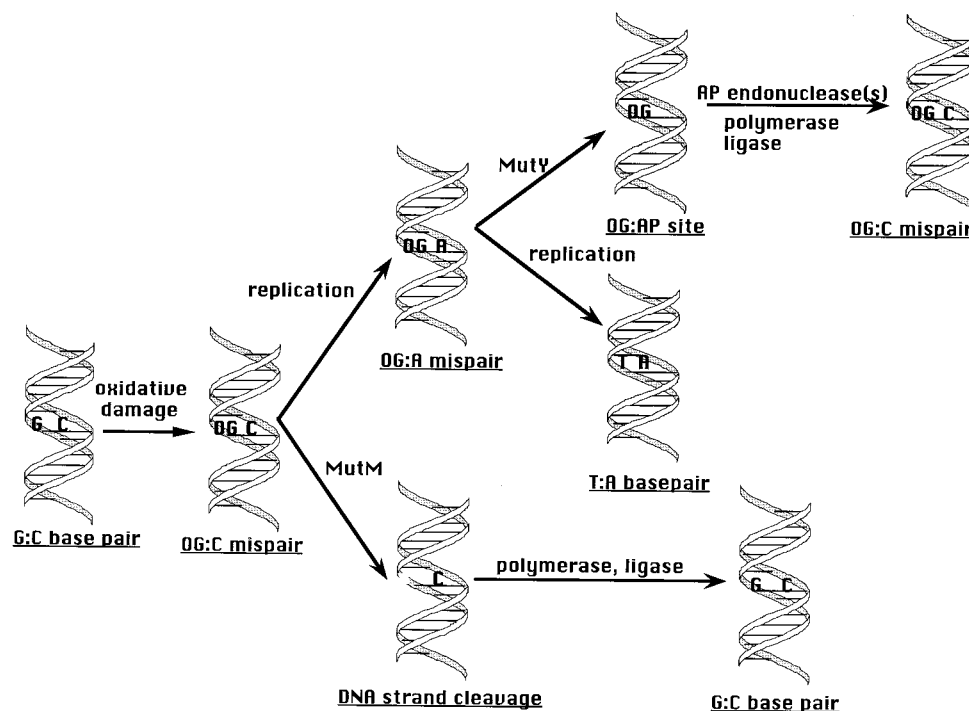 OG
AP endonuclease(s)
polymerase
ligase
OG C
MutY
OG:AP site
OG:C mispair
OG A
replication
replication
OG:A mispair
T A
oxidative
damage
G C
OG C
MutM
T:A basepair
G:C base pair
OG:C mispair
C
polymerase, ligase
G C
DNA strand cleavage
G:C base pair